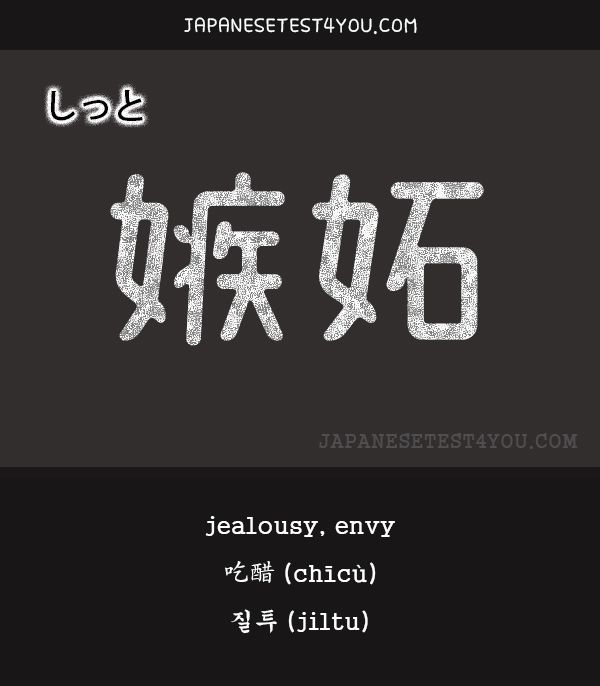 JAPANESETEST4YOU.COM
しっと
嫉妬
JAPANESETEST4YOU.COM
jealousy, envy
吃醋 (chīcù)
질투 (jiltu)